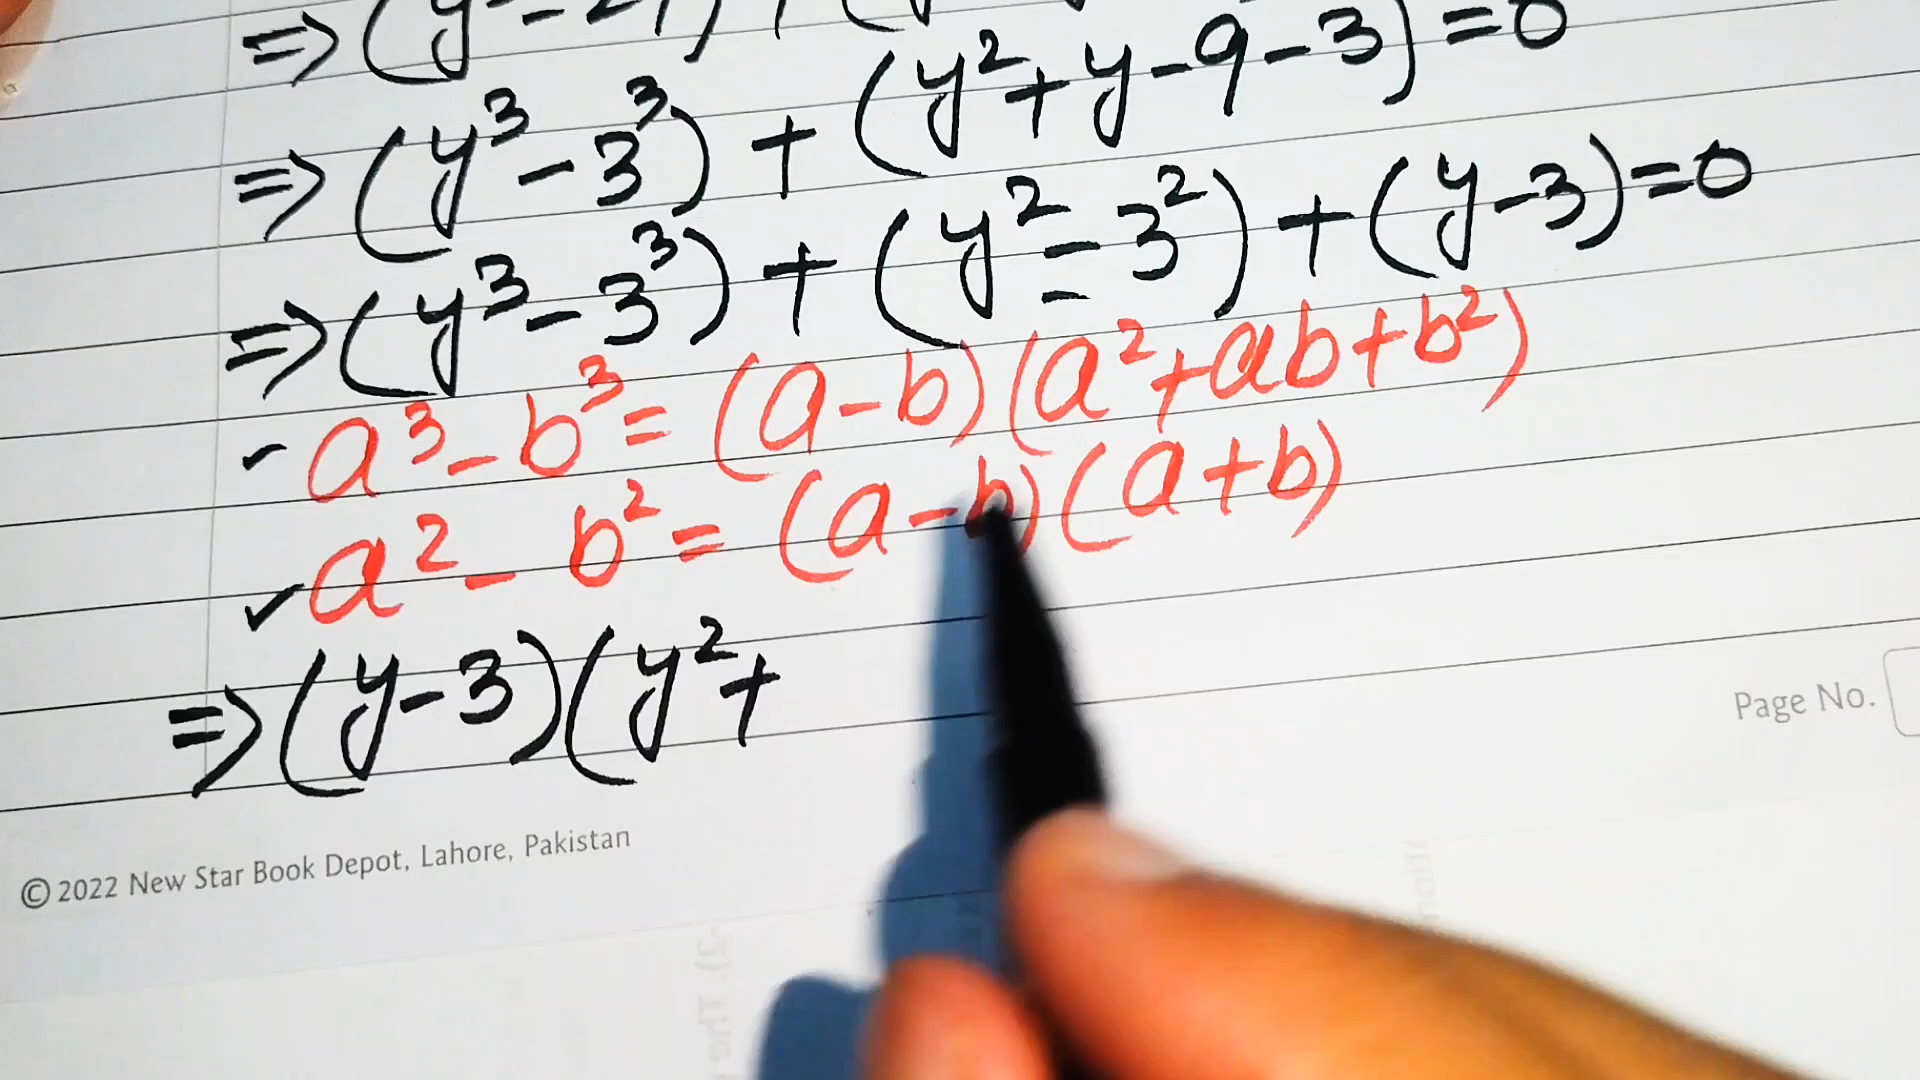 => (y³-27)+(y
=> (y³-3³)+(y²+y-9-3)=0
=> (y³-3³)+(y²-3²)+(y-3)=0
a³-b³=(a-b)(a²+ab+b²)
✓ a²-b²=(a-b)(a+b)
=> (y-3)(y²+
Page No.
© 2022 New Star Book Depot, Lahore, Pakistan